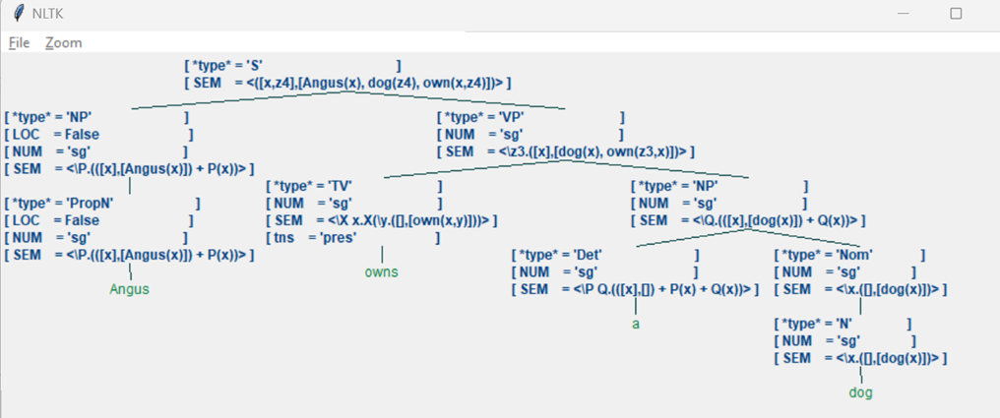 NLTK
File Zoom
[ *type* = 'S' ]
[ SEM = <([x,z4],[Angus(x), dog(z4), own(x,z4)])> ]
[ *type* = 'NP' ]
[ LOC = False ]
[ NUM = 'sg' ]
[ SEM = <\P.(([x],[Angus(x)]) + P(x))> ]
[ *type* = 'VP' ]
[ NUM = 'sg' ]
[ SEM = <\z3.([x],[dog(x), own(z3,x)])> ]
[ *type* = 'PropN' ]
[ LOC = False ]
[ NUM = 'sg' ]
[ SEM = <\P.(([x],[Angus(x)]) + P(x))> ]
Angus
[ *type* = 'TV' ]
[ NUM = 'sg' ]
[ SEM = <\X x.X(\y.([],[own(x,y)]))> ]
[ tns = 'pres' ]
owns
[ *type* = 'NP' ]
[ NUM = 'sg' ]
[ SEM = <\Q.(([x],[dog(x)]) + Q(x))> ]
[ *type* = 'Det' ]
[ NUM = 'sg' ]
[ SEM = <\P Q.(([x],[]) + P(x) + Q(x))> ]
a
[ *type* = 'Nom' ]
[ NUM = 'sg' ]
[ SEM = <\x.([],[dog(x)])> ]
[ *type* = 'N' ]
[ NUM = 'sg' ]
[ SEM = <\x.([],[dog(x)])> ]
dog